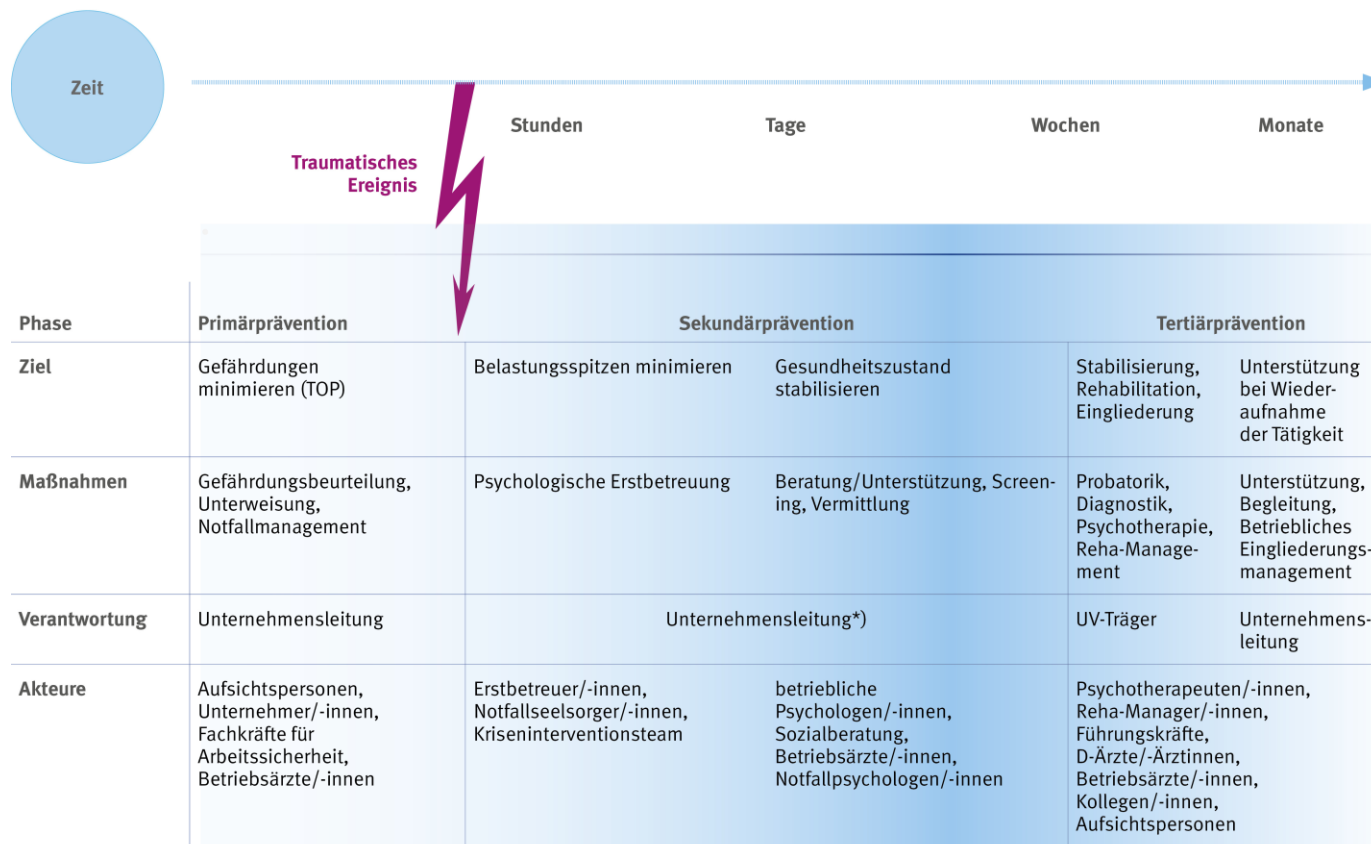 Zeit
Stunden
Tage
Wochen
Monate
Traumatisches
Ereignis
Phase
Primärprävention
Sekundärprävention
Tertiärprävention
Ziel
Gefährdungen
minimieren (TOP)
Belastungsspitzen minimieren
Gesundheitszustand
stabilisieren
Stabilisierung,
Rehabilitation,
Eingliederung
Unterstützung
bei Wieder-
aufnahme
der Tätigkeit
Maßnahmen
Gefährdungsbeurteilung,
Unterweisung,
Notfallmanagement
Psychologische Erstbetreuung
Beratung/Unterstützung, Screen-
ing, Vermittlung
Probatorik,
Diagnostik,
Psychotherapie,
Reha-Manage-
ment
Unterstützung,
Begleitung,
Betriebliches
Eingliederungs-
management
Verantwortung
Unternehmensleitung
Unternehmensleitung*)
UV-Träger
Unternehmens-
leitung
Akteure
Aufsichtspersonen,
Unternehmer/-innen,
Fachkräfte für
Arbeitssicherheit,
Betriebsärzte/-innen
Erstbetreuer/-innen,
Notfallseelsorger/-innen,
Kriseninterventionsteam
betriebliche
Psychologen/-innen,
Sozialberatung,
Betriebsärzte/-innen,
Notfallpsychologen/-innen
Psychotherapeuten/-innen,
Reha-Manager/-innen,
Führungskräfte,
D-Ärzte/-Ärztinnen,
Betriebsärzte/-innen,
Kollegen/-innen,
Aufsichtspersonen